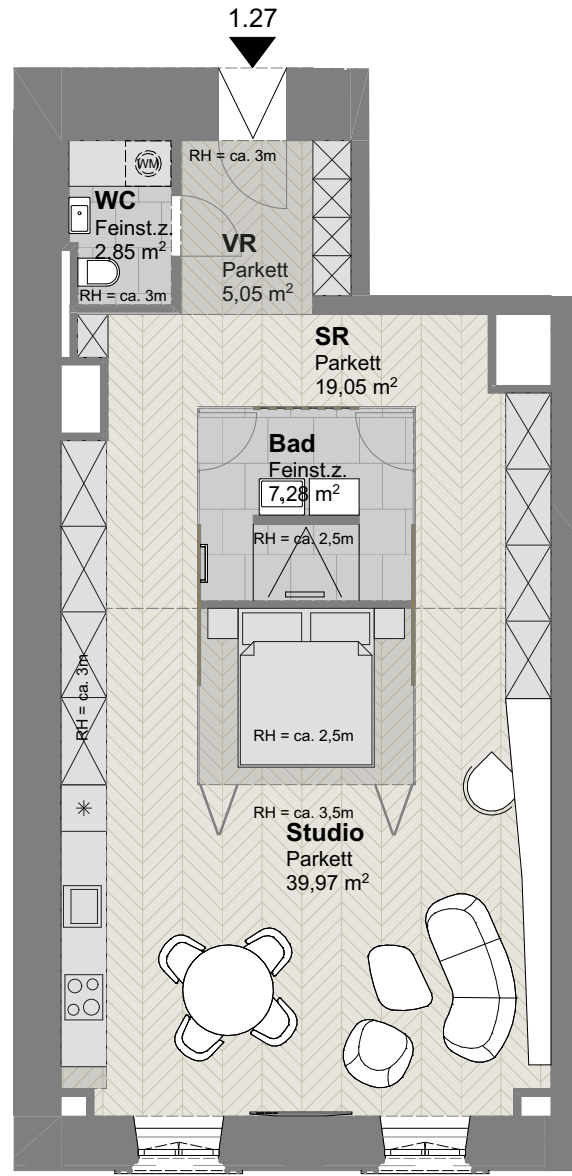 1.27
RH = ca. 3m
WM
WC
Feinst.z.
2,85 m²
RH = ca. 3m
VR
Parkett
5,05 m²
SR
Parkett
19,05 m²
Bad
Feinst.z.
7,28 m²
RH = ca. 2,5m
RH = ca. 3m
RH = ca. 2,5m
RH = ca. 3,5m
Studio
Parkett
39,97 m²